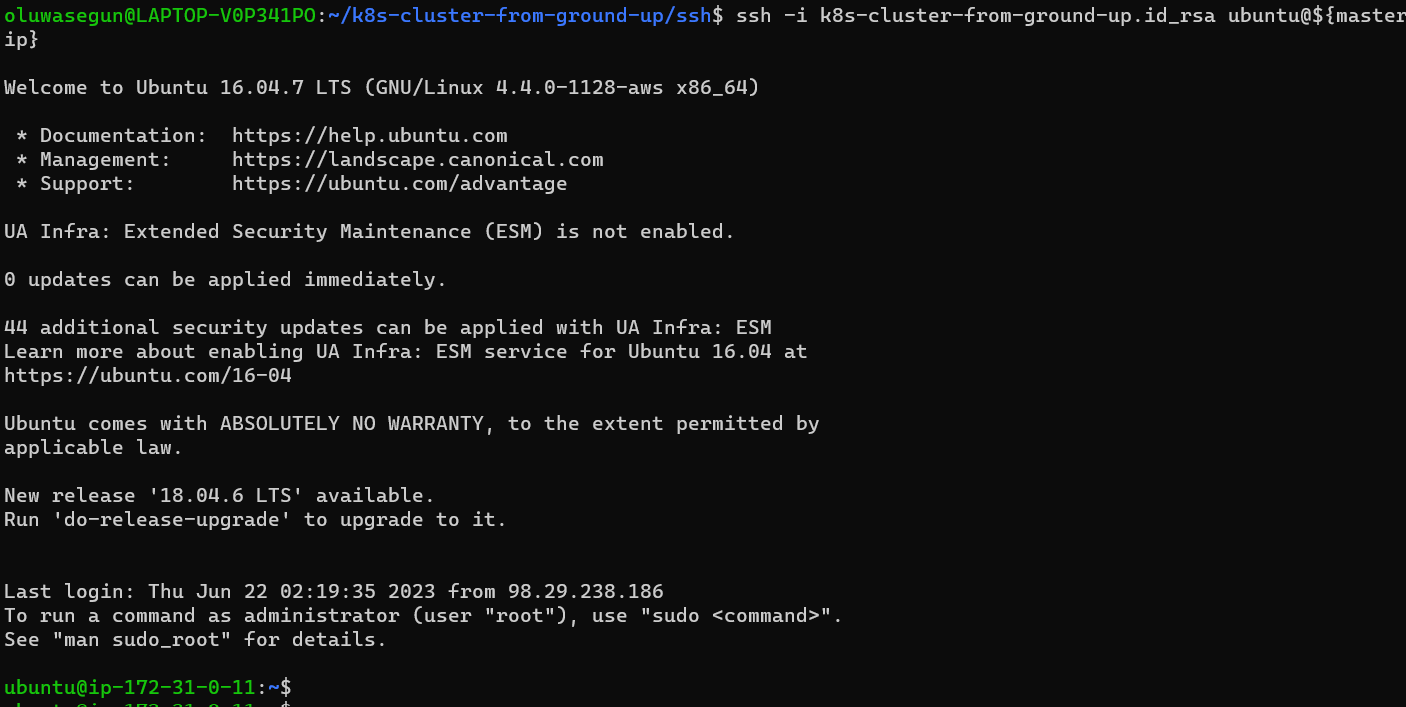 oluwasegun@LAPTOP-V0P341PO:~/k8s-cluster-from-ground-up/ssh$ ssh -i k8s-cluster-from-ground-up.id_rsa ubuntu@${master
ip}
Welcome to Ubuntu 16.04.7 LTS (GNU/Linux 4.4.0-1128-aws x86_64)
* Documentation:  https://help.ubuntu.com
* Management:     https://landscape.canonical.com
* Support:        https://ubuntu.com/advantage
UA Infra: Extended Security Maintenance (ESM) is not enabled.
0 updates can be applied immediately.
44 additional security updates can be applied with UA Infra: ESM
Learn more about enabling UA Infra: ESM service for Ubuntu 16.04 at
https://ubuntu.com/16-04
Ubuntu comes with ABSOLUTELY NO WARRANTY, to the extent permitted by
applicable law.
New release '18.04.6 LTS' available.
Run 'do-release-upgrade' to upgrade to it.
Last login: Thu Jun 22 02:19:35 2023 from 98.29.238.186
To run a command as administrator (user "root"), use "sudo <command>".
See "man sudo_root" for details.
ubuntu@ip-172-31-0-11:~$